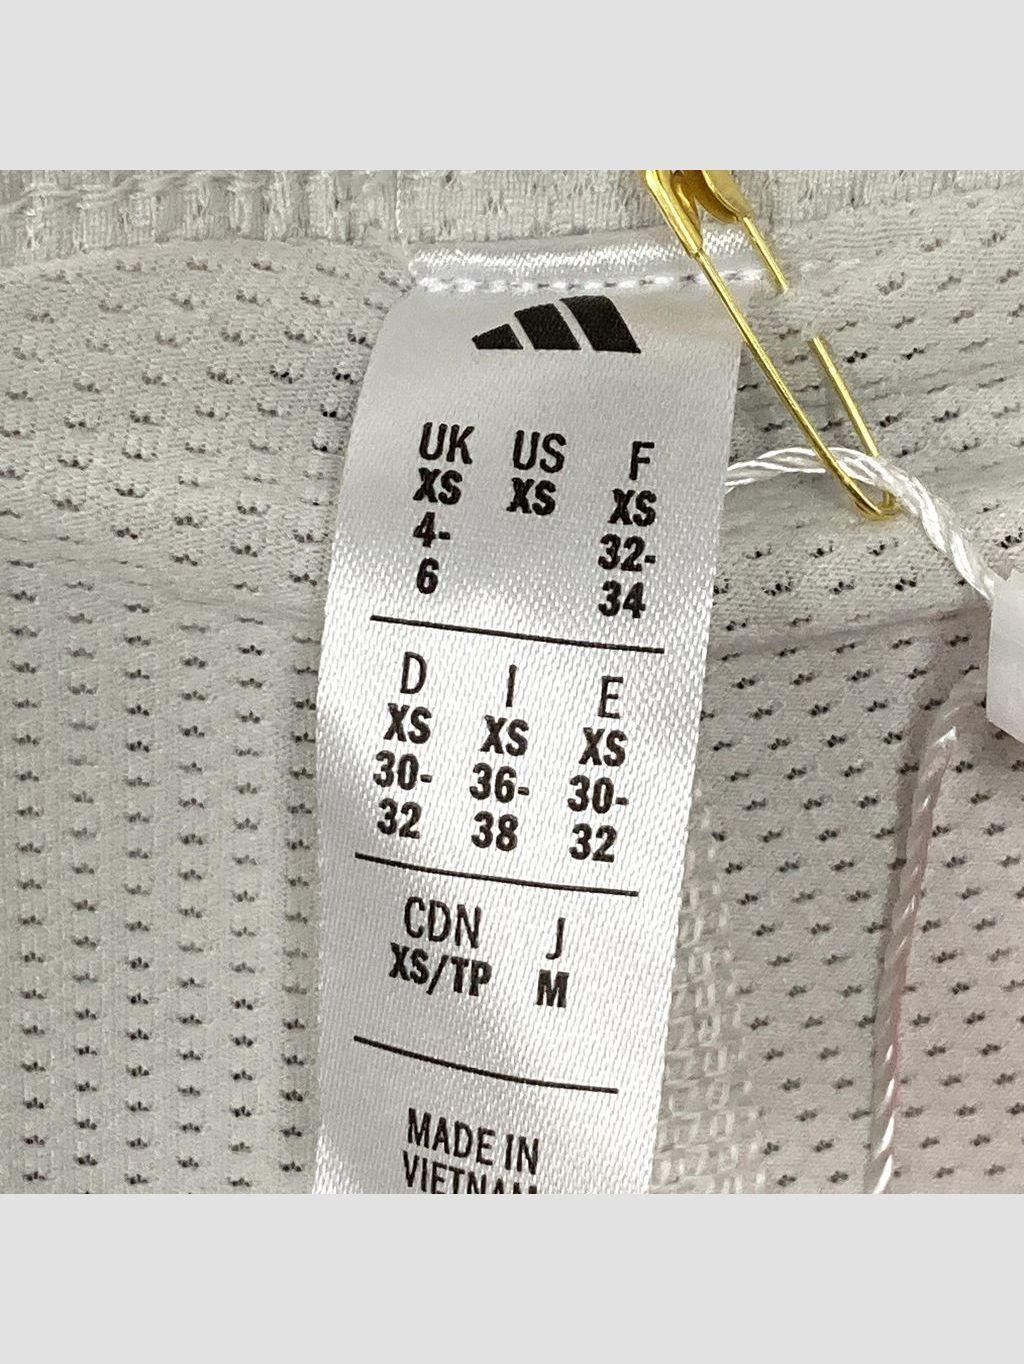 UK US F
XS XS XS
4- 32-
6 34
D I E
XS XS XS
30- 36- 30-
32 38 32
CDN J
XS/TP M
MADE IN
VIETNAM